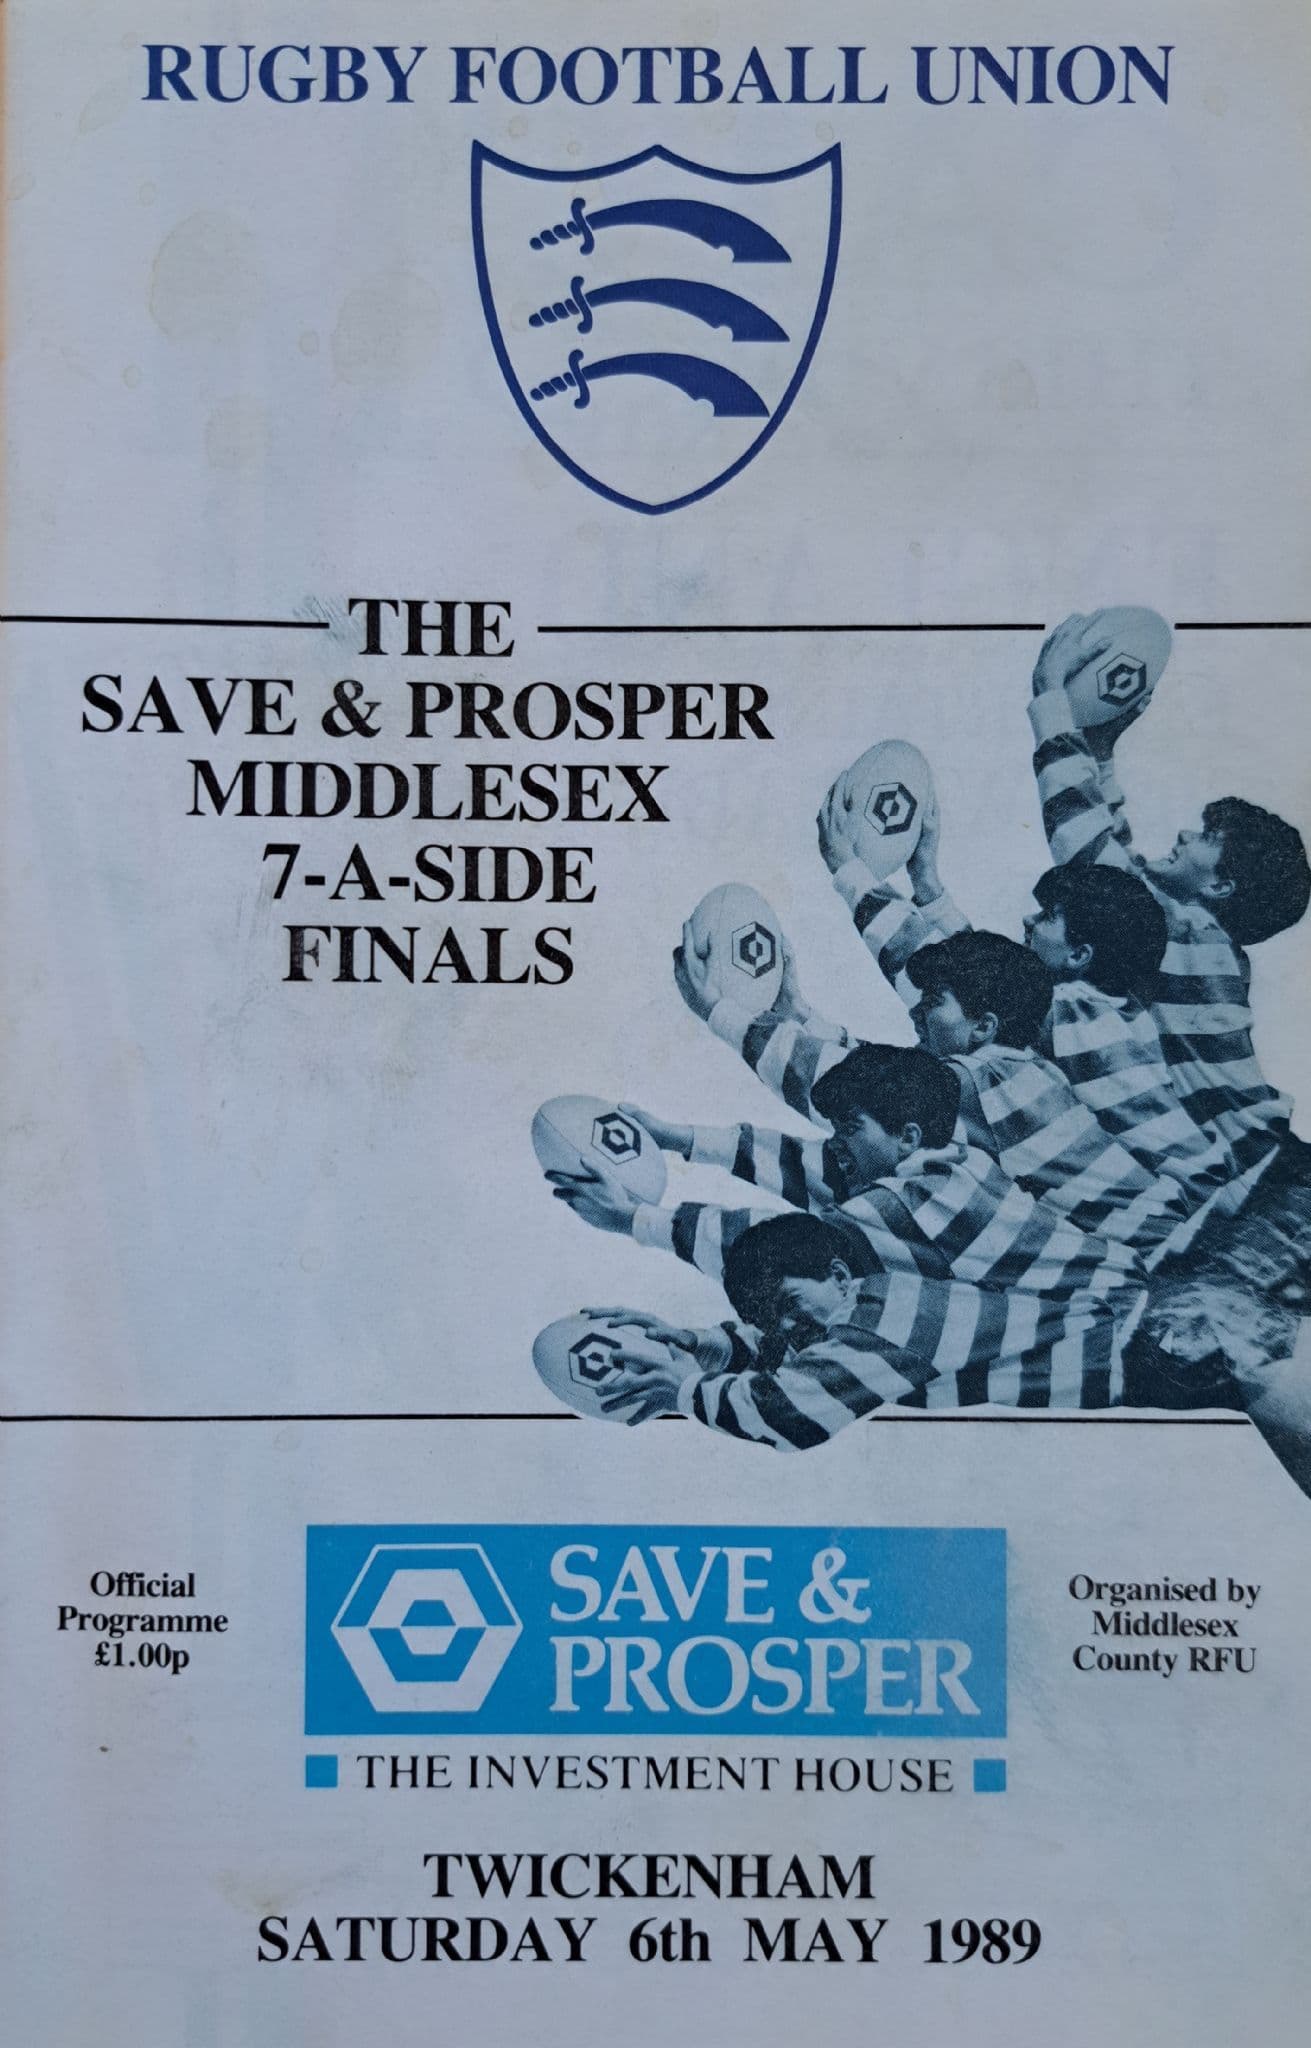 RUGBY FOOTBALL UNION
THE
SAVE & PROSPER
MIDDLESEX
7-A-SIDE
FINALS
Official
Programme
£1.00p
SAVE &
PROSPER
THE INVESTMENT HOUSE
Organised by
Middlesex
County RFU
TWICKENHAM
SATURDAY 6th MAY 1989